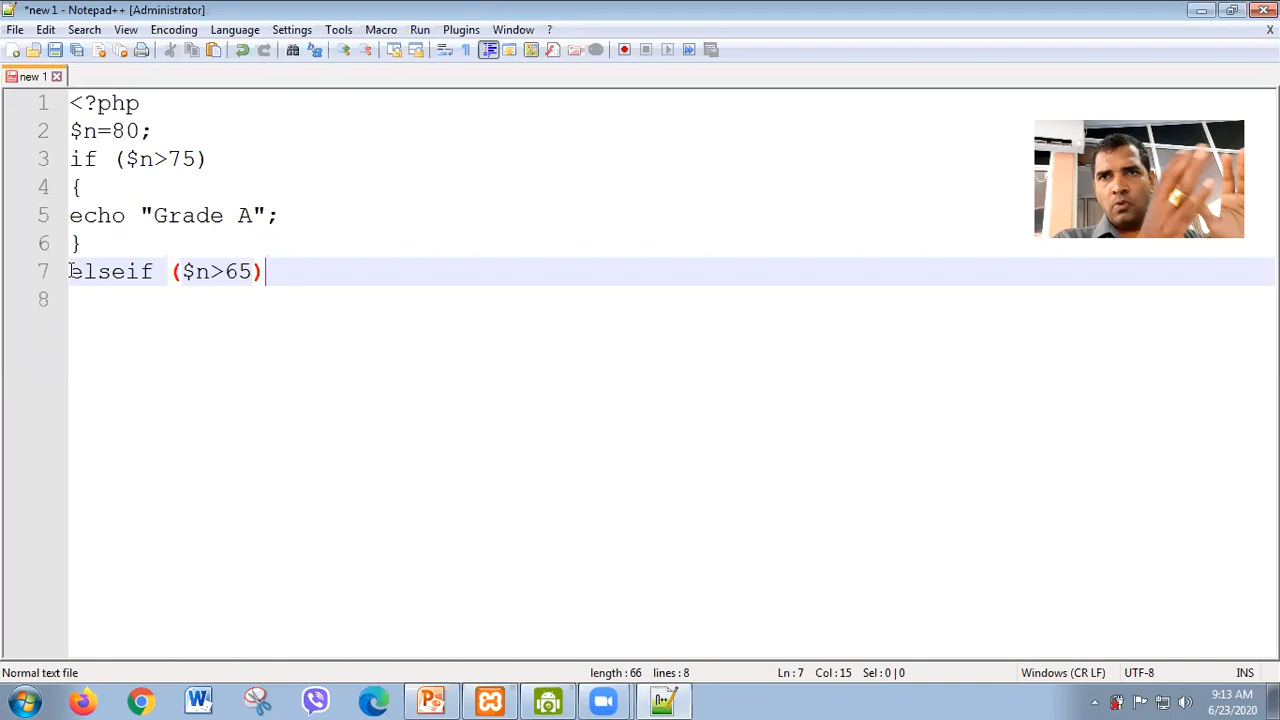 *new 1 - Notepad++ [Administrator]
File Edit Search View Encoding Language Settings Tools Macro Run Plugins Window ? X
new 1
1 <?php
2 $n=80;
3 if ($n>75)
4 {
5 echo "Grade A";
6 }
7 elseif ($n>65)
8
Normal text file length : 66 lines : 8 Ln : 7 Col : 15 Sel : 0 | 0 Windows (CR LF) UTF-8 INS
9:13 AM
6/23/2020